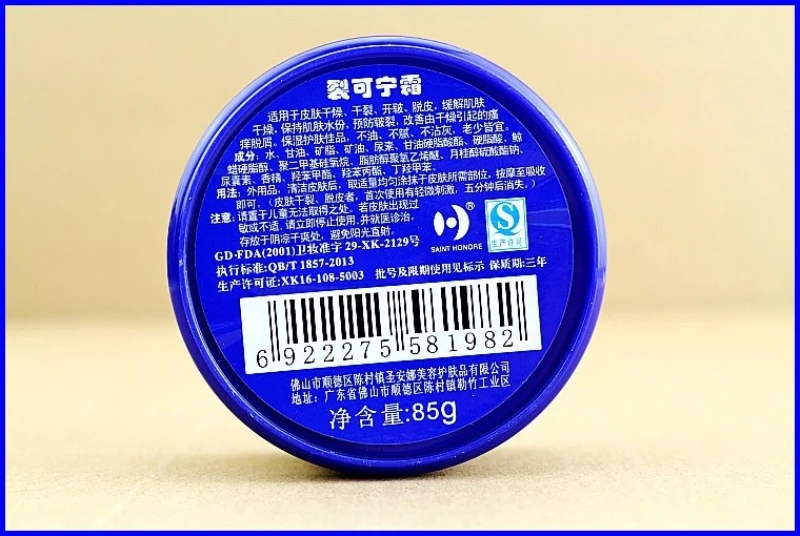 裂可宁霜
适用于皮肤干燥、干裂、开皲、脱皮，缓解肌肤
干燥，保持肌肤水份，预防皲裂，改善由干燥引起的瘙
痒脱屑。保湿护肤佳品，不油、不腻、不沾灰，老少皆宜。
成分：水、甘油、矿脂、矿油、尿素、甘油硬脂酸酯、硬脂酸、鲸
蜡硬脂醇、聚二甲基硅氧烷、脂肪醇聚氧乙烯醚、月桂醇硫酸酯钠、
尿囊素、香精、羟苯甲酯、羟苯丙酯、丁羟甲苯。
用法：外用品，清洁皮肤后，取适量均匀涂抹于皮肤所需部位，按摩至吸收
即可。（皮肤干裂、脱皮者，首次使用有轻微刺激，五分钟后消失。）
注意：请置于儿童无法取得之处。若皮肤出现过
敏或不适，请立即停止使用，并就医诊治。
存放于阴凉干爽处，避免阳光直射。
SAINT HONORE
生产许可
GD·FDA(2001)卫妆准字 29-XK-2129号
执行标准:QB/T 1857-2013
生产许可证:XK16-108-5003 批号及限期使用见标示 保质期:三年
6 922275 581982
佛山市顺德区陈村镇圣安娜美容护肤品有限公司
地址：广东省佛山市顺德区陈村镇勒竹工业区
净含量:85g